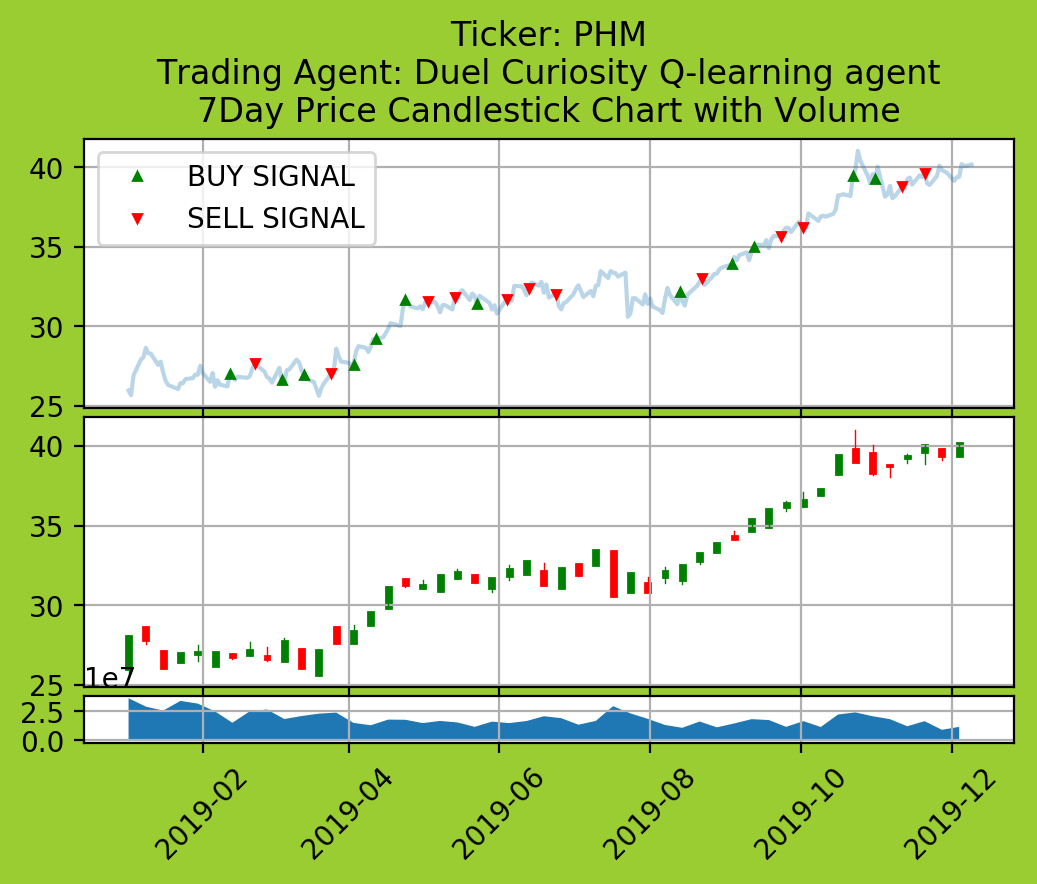 Ticker: PHM
Trading Agent: Duel Curiosity Q-learning agent
7Day Price Candlestick Chart with Volume
BUY SIGNAL
SELL SIGNAL
40
35
30
25
40
35
30
25
1e7
2.5
0.0
2019-02
2019-04
2019-06
2019-08
2019-10
2019-12